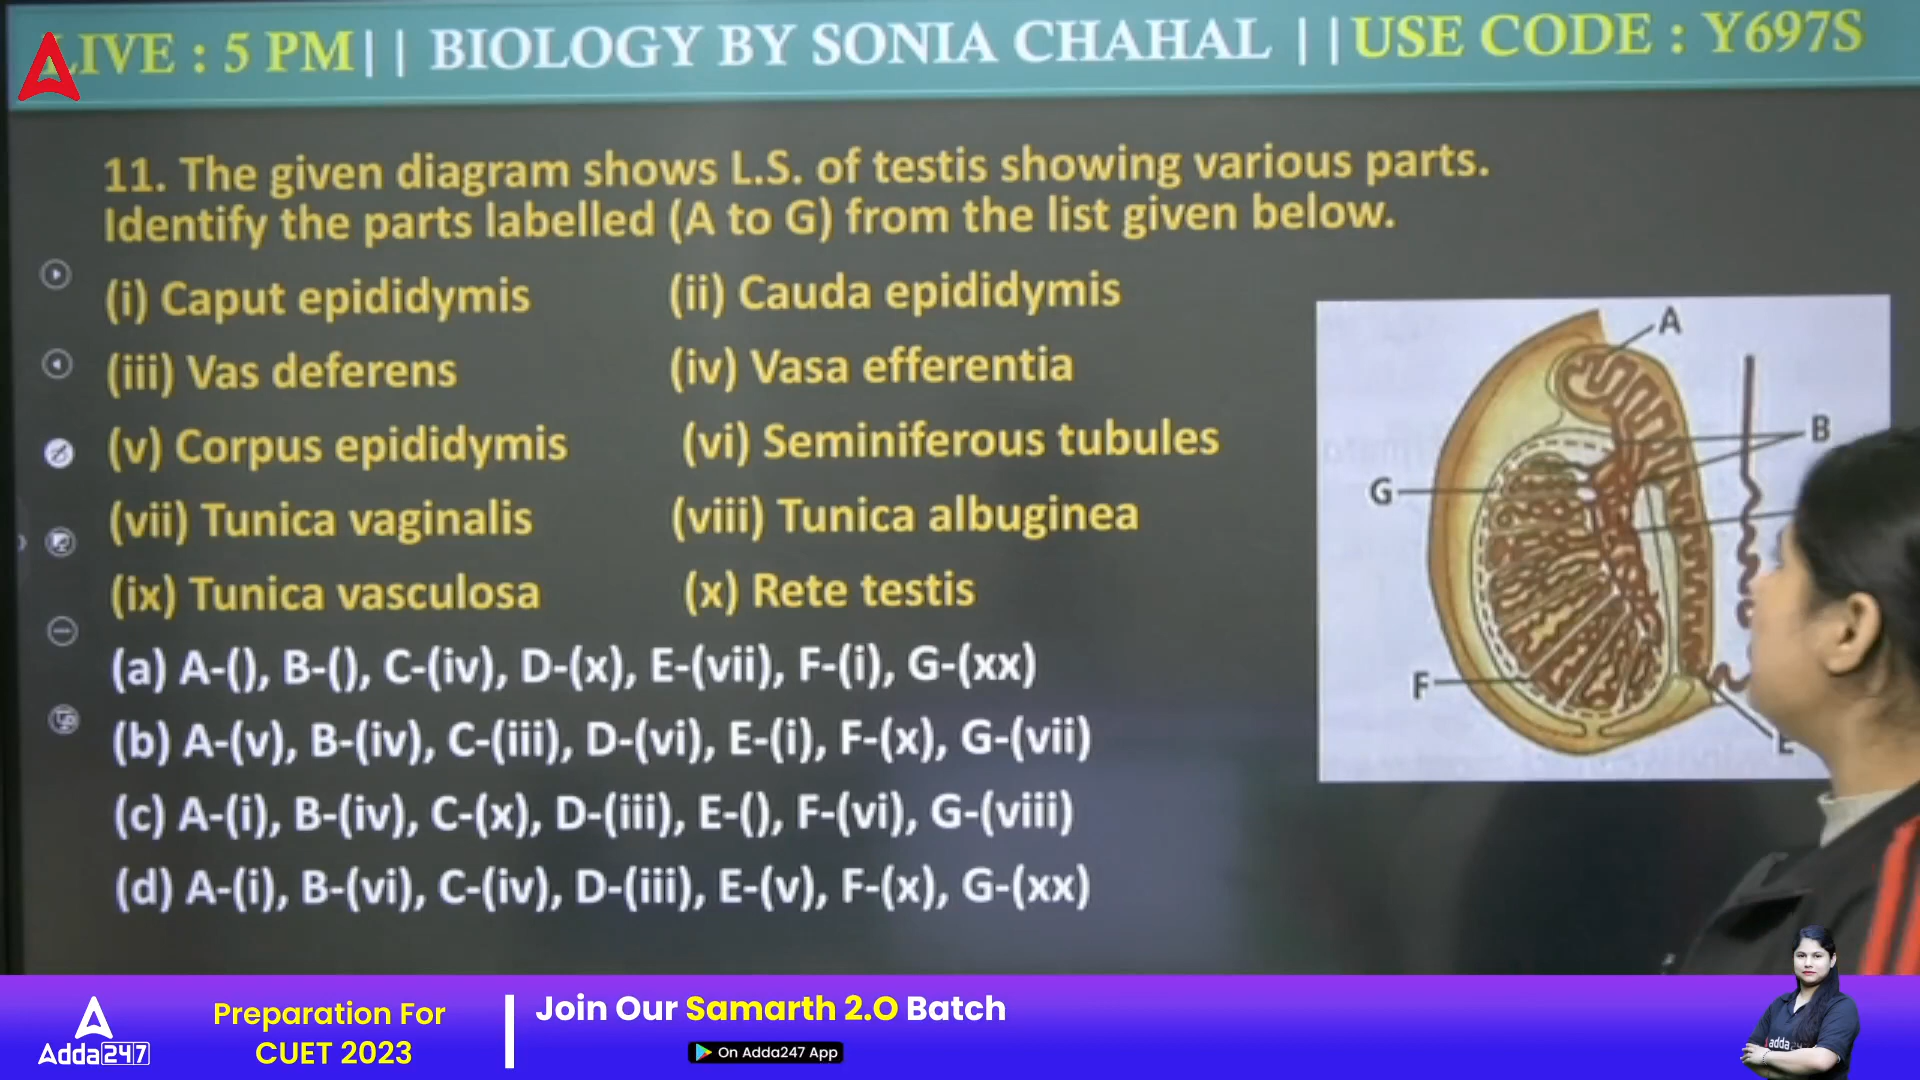 LIVE : 5 PM || BIOLOGY BY SONIA CHAHAL || USE CODE : Y697S
11. The given diagram shows L.S. of testis showing various parts.
Identify the parts labelled (A to G) from the list given below.
(i) Caput epididymis (ii) Cauda epididymis
(iii) Vas deferens (iv) Vasa efferentia
(v) Corpus epididymis (vi) Seminiferous tubules
(vii) Tunica vaginalis (viii) Tunica albuginea
(ix) Tunica vasculosa (x) Rete testis
(a) A-(), B-(), C-(iv), D-(x), E-(vii), F-(i), G-(xx)
(b) A-(v), B-(iv), C-(iii), D-(vi), E-(i), F-(x), G-(vii)
(c) A-(i), B-(iv), C-(x), D-(iii), E-(), F-(vi), G-(viii)
(d) A-(i), B-(vi), C-(iv), D-(iii), E-(v), F-(x), G-(xx)
A
B
G
F
E
Preparation For
CUET 2023
Join Our Samarth 2.O Batch
On Adda247 App
Adda247
adda